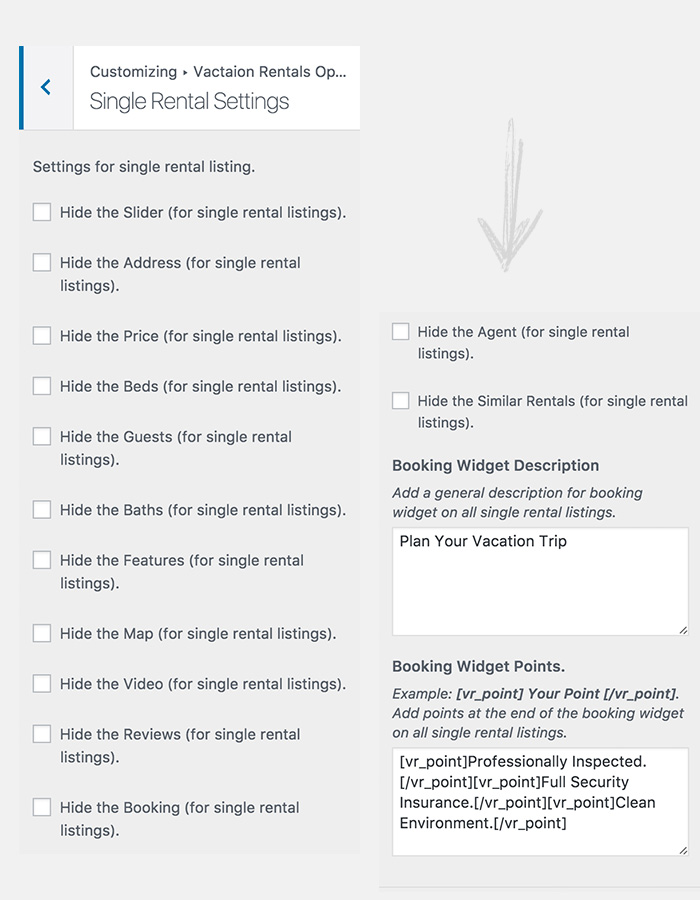 Customizing ▸ Vactaion Rentals Op...
Single Rental Settings
Settings for single rental listing.
Hide the Slider (for single rental listings).
Hide the Address (for single rental
listings).
Hide the Price (for single rental listings).
Hide the Beds (for single rental listings).
Hide the Guests (for single rental
listings).
Hide the Baths (for single rental listings).
Hide the Features (for single rental
listings).
Hide the Map (for single rental listings).
Hide the Video (for single rental listings).
Hide the Reviews (for single rental
listings).
Hide the Booking (for single rental
listings).
Hide the Agent (for single rental
listings).
Hide the Similar Rentals (for single rental
listings).
Booking Widget Description
Add a general description for booking
widget on all single rental listings.
Plan Your Vacation Trip
Booking Widget Points.
Example: [vr_point] Your Point [/vr_point].
Add points at the end of the booking widget
on all single rental listings.
[vr_point]Professionally Inspected.
[/vr_point][vr_point]Full Security
Insurance.[/vr_point][vr_point]Clean
Environment.[/vr_point]